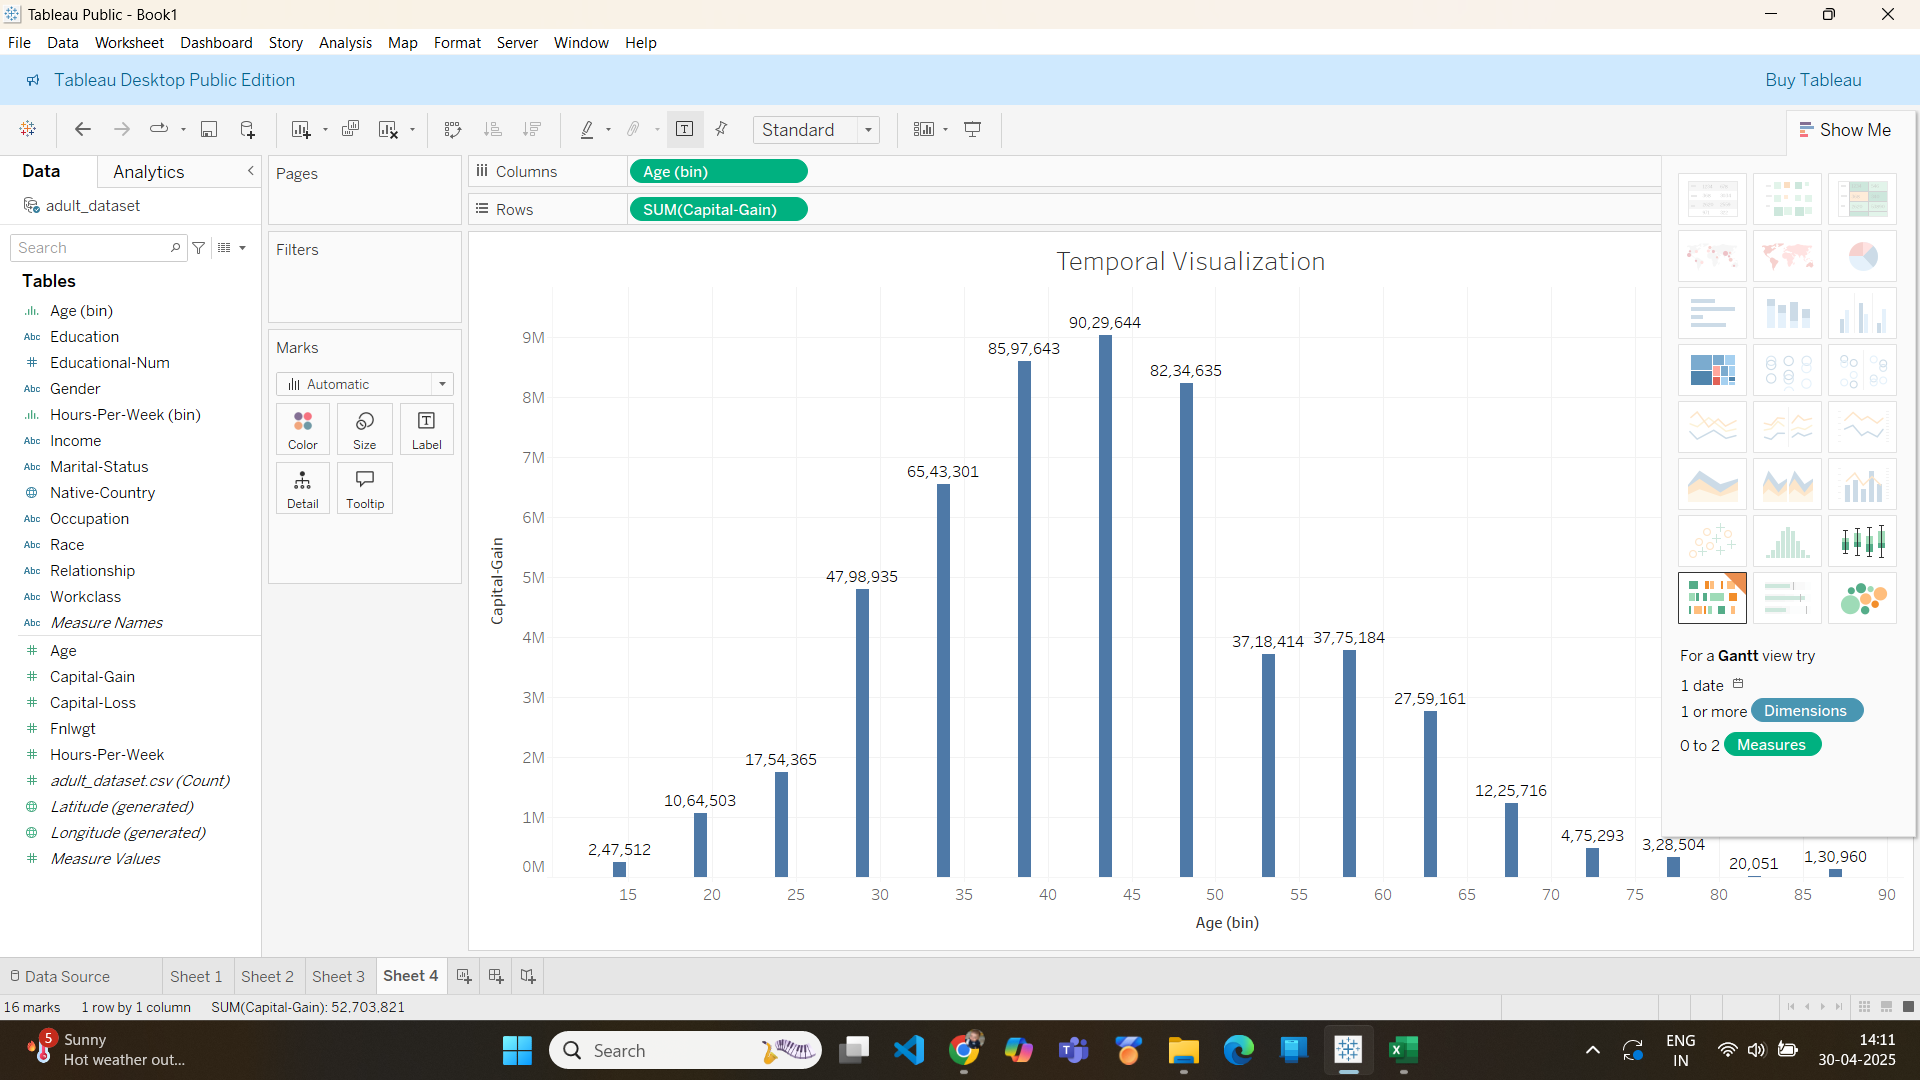 Tableau Public - Book1
File Data Worksheet Dashboard Story Analysis Map Format Server Window Help
Tableau Desktop Public Edition
Buy Tableau
Standard
Show Me
Data
Analytics
adult_dataset
Search
Tables
Age (bin)
Abc Education
Educational-Num
Abc Gender
Hours-Per-Week (bin)
Abc Income
Abc Marital-Status
Native-Country
Abc Occupation
Abc Race
Abc Relationship
Abc Workclass
Abc Measure Names
Age
Capital-Gain
Capital-Loss
Fnlwgt
Hours-Per-Week
adult_dataset.csv (Count)
Latitude (generated)
Longitude (generated)
Measure Values
Pages
Filters
Marks
Automatic
Color
Size
Label
Detail
Tooltip
Columns
Age (bin)
Rows
SUM(Capital-Gain)
Temporal Visualization
Capital-Gain
9M
8M
7M
6M
5M
4M
3M
2M
1M
0M
2,47,512
10,64,503
17,54,365
47,98,935
65,43,301
85,97,643
90,29,644
82,34,635
37,18,414
37,75,184
27,59,161
12,25,716
4,75,293
3,28,504
20,051
1,30,960
15 20 25 30 35 40 45 50 55 60 65 70 75 80 85 90
Age (bin)
For a Gantt view try
1 date
1 or more Dimensions
0 to 2 Measures
Data Source
Sheet 1
Sheet 2
Sheet 3
Sheet 4
16 marks
1 row by 1 column
SUM(Capital-Gain): 52,703,821
5
Sunny
Hot weather out...
Search
ENG
IN
14:11
30-04-2025